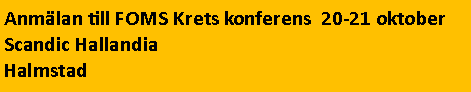 Anmälan till FOMS Krets konferens  20-21 oktober
Scandic Hallandia
Halmstad